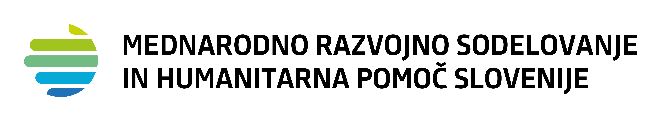 MEDNARODNO RAZVOJNO SODELOVANJE
IN HUMANITARNA POMOČ SLOVENIJE